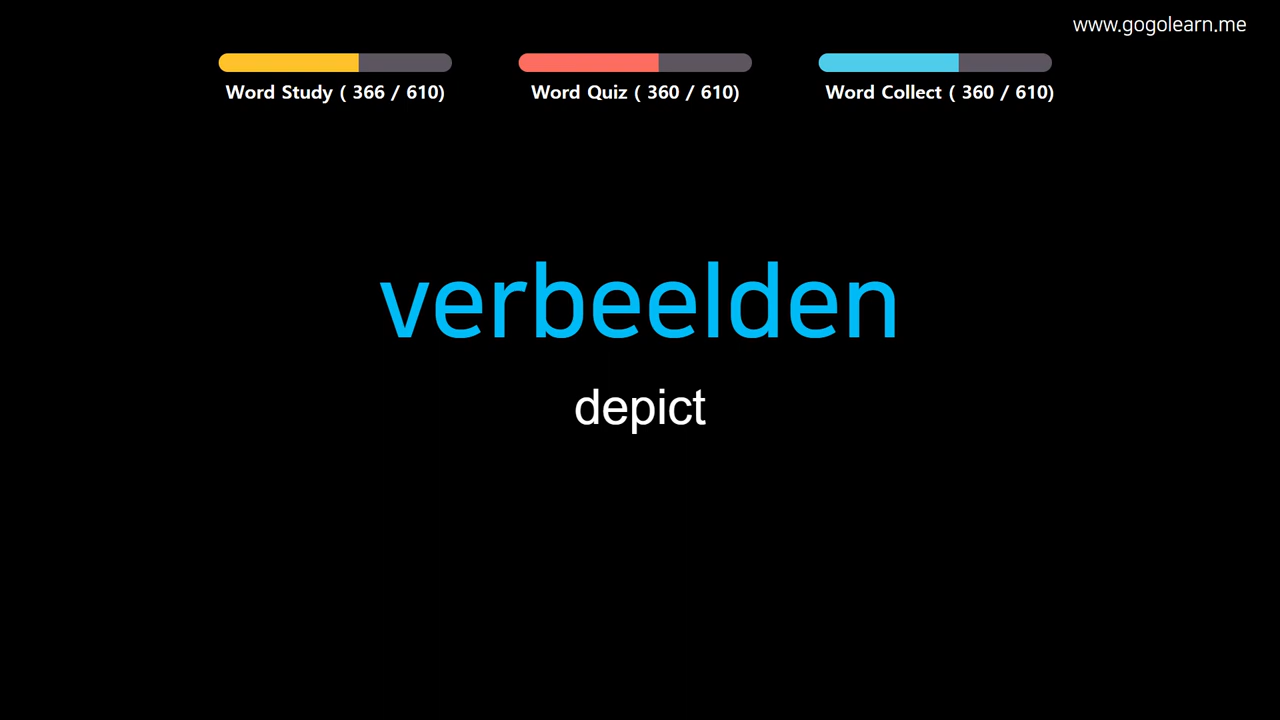 www.gogolearn.me
Word Study ( 366 / 610)
Word Quiz ( 360 / 610)
Word Collect ( 360 / 610)
verbeelden
depict